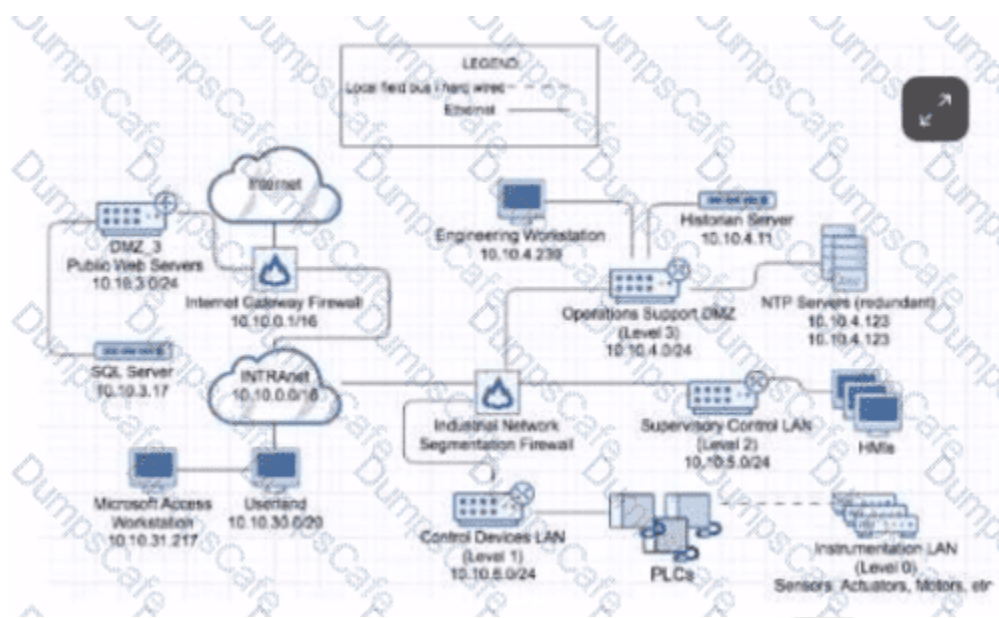 LEGEND:
Local field bus / hard wired
Ethernet
Internet
DMZ_3
Public Web Servers
10.10.3.0/24
Internet Gateway Firewall
10.10.0.1/16
SQL Server
10.10.3.17
INTRAnet
10.10.0.0/16
Microsoft Access
Workstation
10.10.31.217
Userland
Engineering Workstation
10.10.4.239
Historian Server
10.10.4.11
Operations Support DMZ
(Level 3)
10.10.4.0/24
NTP Servers (redundant)
10.10.4.123
10.10.4.123
Industrial Network
Segmentation Firewall
Supervisory Control LAN
(Level 2)
10.10.5.0/24
HMIs
Control Devices LAN
(Level 1)
10.10.6.0/24
PLCs
Instrumentation LAN
(Level 0)
Sensors, Actuators, Motors, etc
DumpsCafe